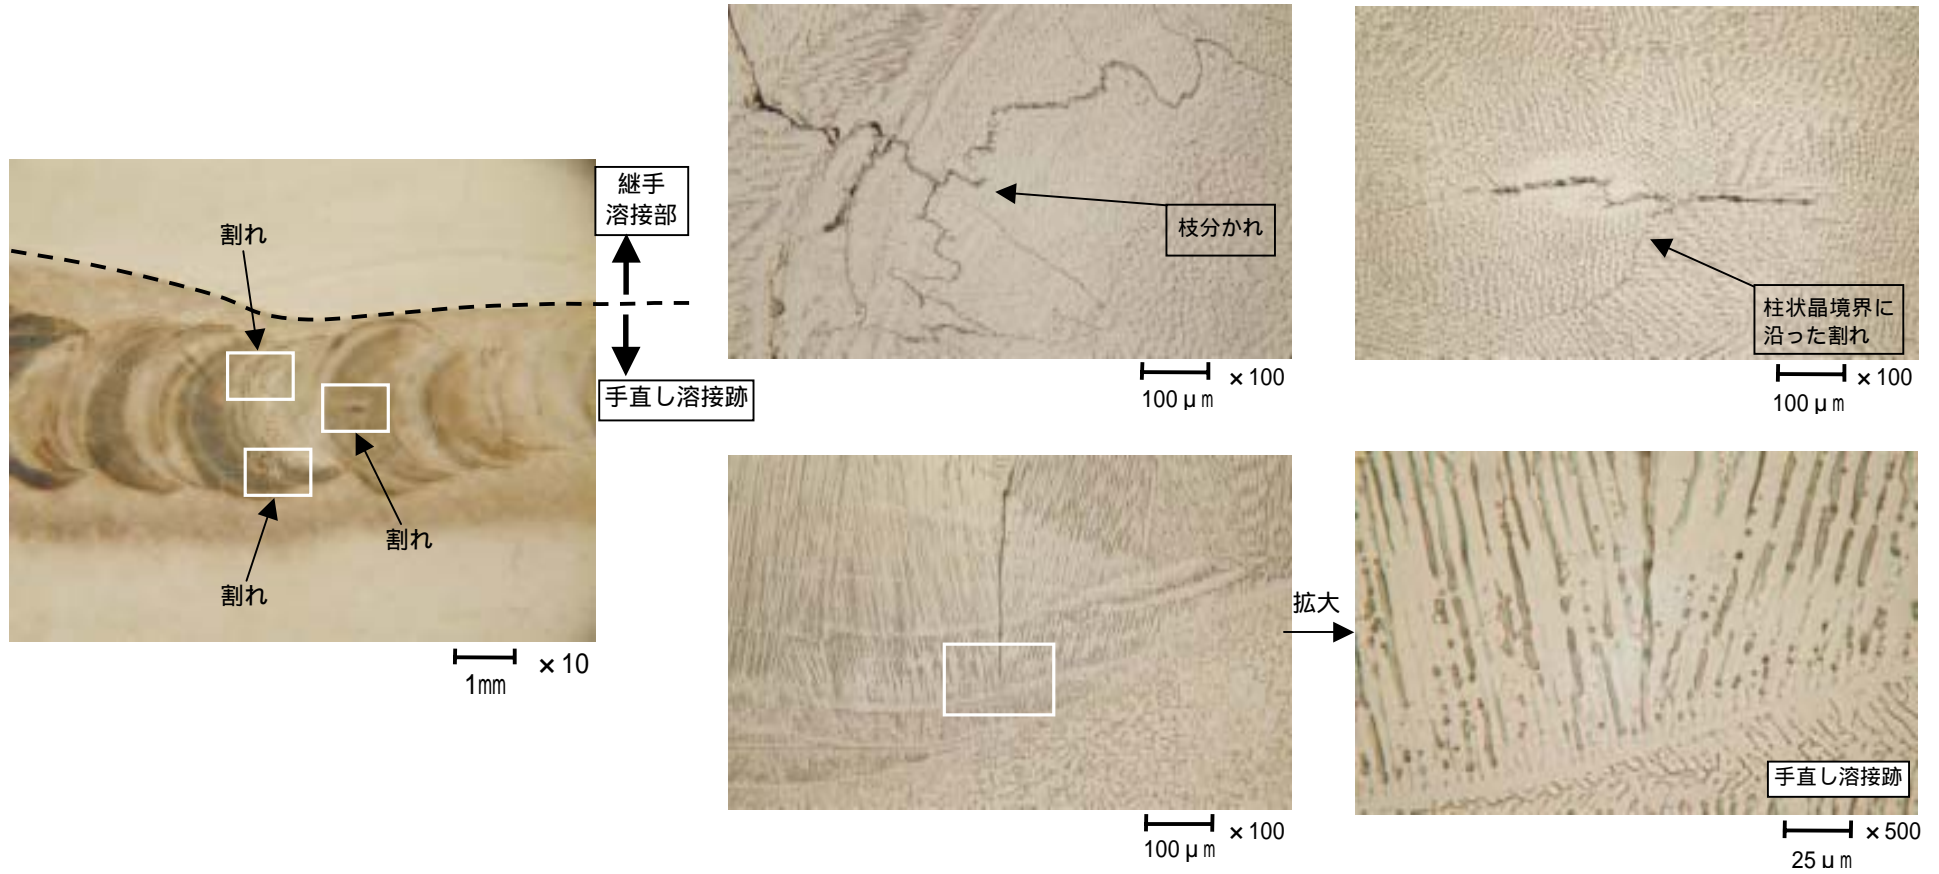 割れ
割れ
割れ
継手
溶接部
手直し溶接跡
1mm
×10
枝分かれ
100μm
×100
柱状晶境界に
沿った割れ
100μm
×100
100μm
×100
拡大
手直し溶接跡
25μm
×500